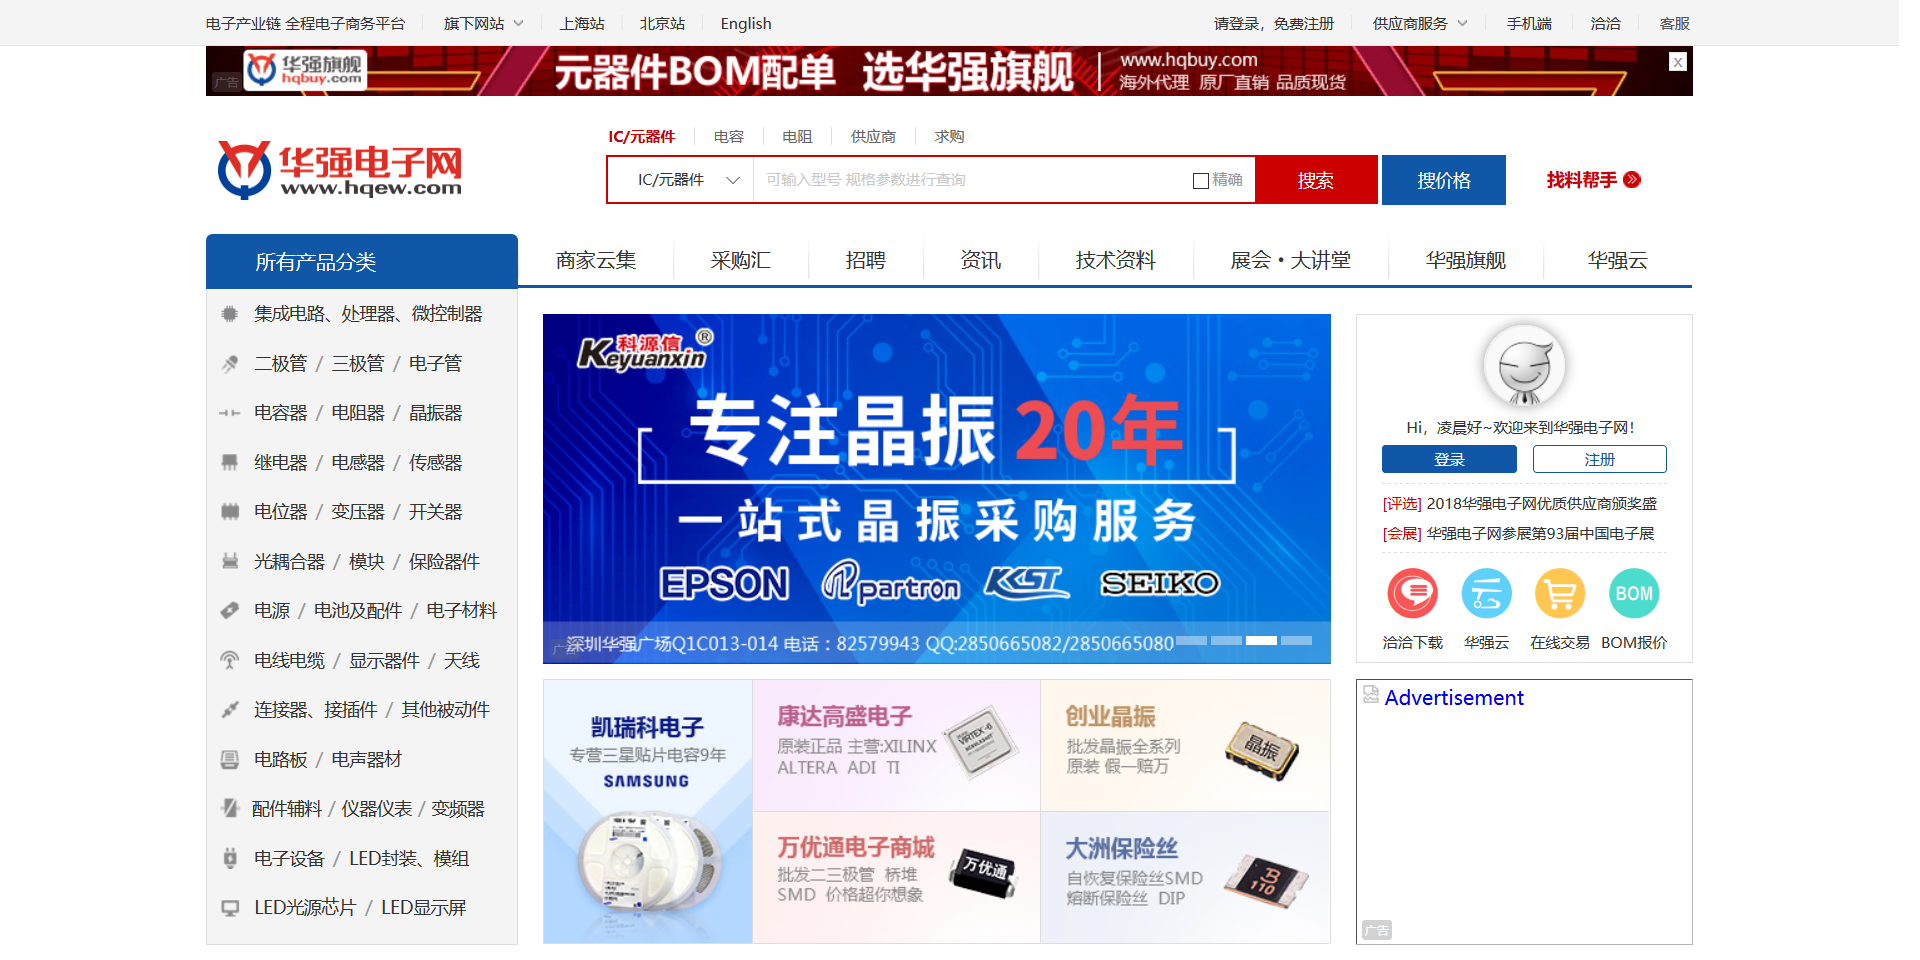 电子产业链 全程电子商务平台 旗下网站 上海站 北京站 English 请登录，免费注册 供应商服务 手机端 洽洽 客服
广告 华强旗舰 hqbuy.com 元器件BOM配单 选华强旗舰 www.hqbuy.com 海外代理 原厂直销 品质现货 X
华强电子网
www.hqew.com
IC/元器件 电容 电阻 供应商 求购
IC/元器件 可输入型号 规格参数进行查询 精确 搜索 搜价格 找料帮手
所有产品分类 商家云集 采购汇 招聘 资讯 技术资料 展会•大讲堂 华强旗舰 华强云
集成电路、处理器、微控制器
二极管 / 三极管 / 电子管
电容器 / 电阻器 / 晶振器
继电器 / 电感器 / 传感器
电位器 / 变压器 / 开关器
光耦合器 / 模块 / 保险器件
电源 / 电池及配件 / 电子材料
电线电缆 / 显示器件 / 天线
连接器、接插件 / 其他被动件
电路板 / 电声器材
配件辅料 / 仪器仪表 / 变频器
电子设备 / LED封装、模组
LED光源芯片 / LED显示屏
科源信 ®
Keyuanxin
专注晶振 20年
一站式晶振采购服务
EPSON partron KST SEIKO
广告 深圳华强广场Q1C013-014 电话：82579943 QQ:2850665082/2850665080
凯瑞科电子
专营三星贴片电容9年
SAMSUNG
康达高盛电子
原装正品 主营:XILINX
ALTERA ADI TI
VIRTEX-6
创业晶振
批发晶振全系列
原装 假一赔万
晶振
万优通电子商城
批发二三极管 桥堆
SMD 价格超你想象
万优通
大洲保险丝
自恢复保险丝SMD
熔断保险丝 DIP
B
110
Hi，凌晨好~欢迎来到华强电子网！
登录 注册
[评选] 2018华强电子网优质供应商颁奖盛
[会展] 华强电子网参展第93届中国电子展
BOM
洽洽下载 华强云 在线交易 BOM报价
Advertisement
广告